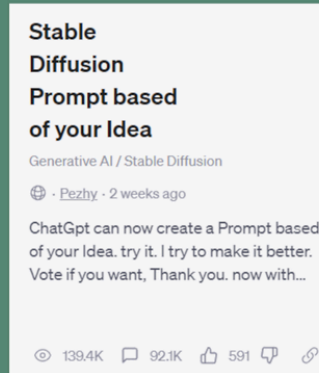 Stable
Diffusion
Prompt based
of your Idea
Generative AI / Stable Diffusion
· Pezhy · 2 weeks ago
ChatGpt can now create a Prompt based
of your Idea. try it. I try to make it better.
Vote if you want, Thank you. now with...
139.4K 92.1K 591